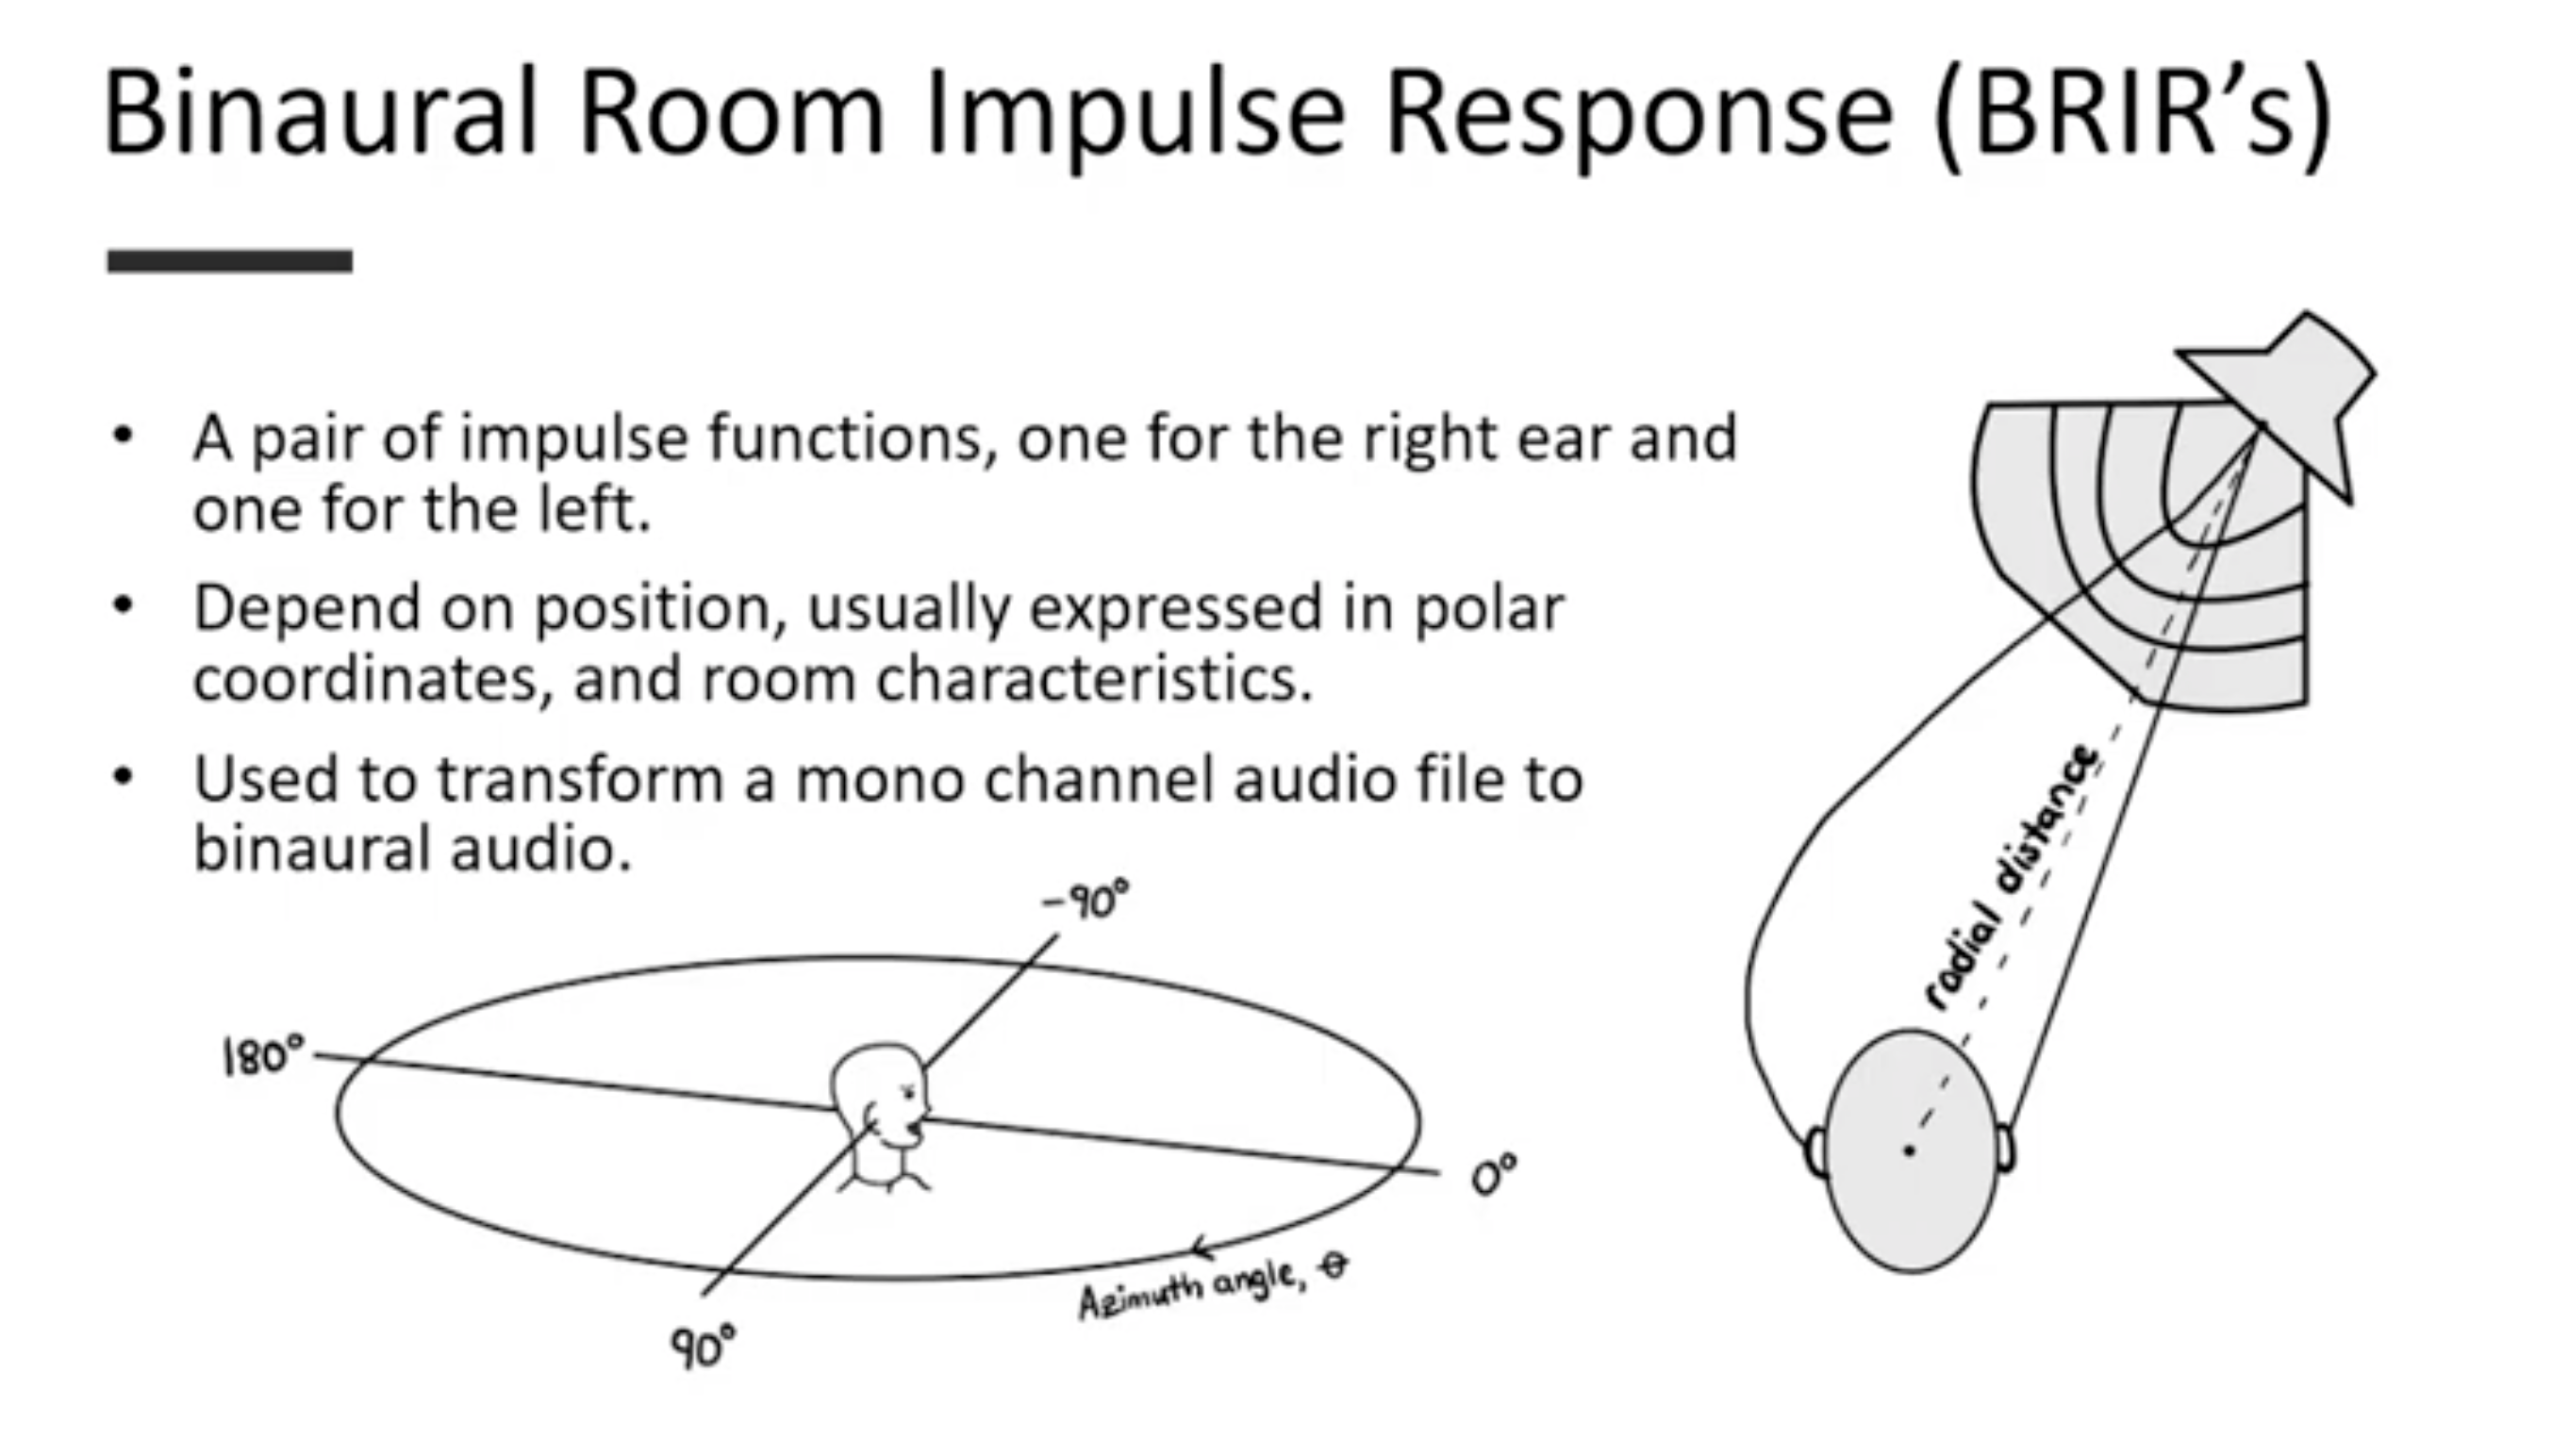 Binaural Room Impulse Response (BRIR’s)
• A pair of impulse functions, one for the right ear and
one for the left.
• Depend on position, usually expressed in polar
coordinates, and room characteristics.
• Used to transform a mono channel audio file to
binaural audio.
-90°
180°
0°
Azimuth angle, θ
90°
radial distance